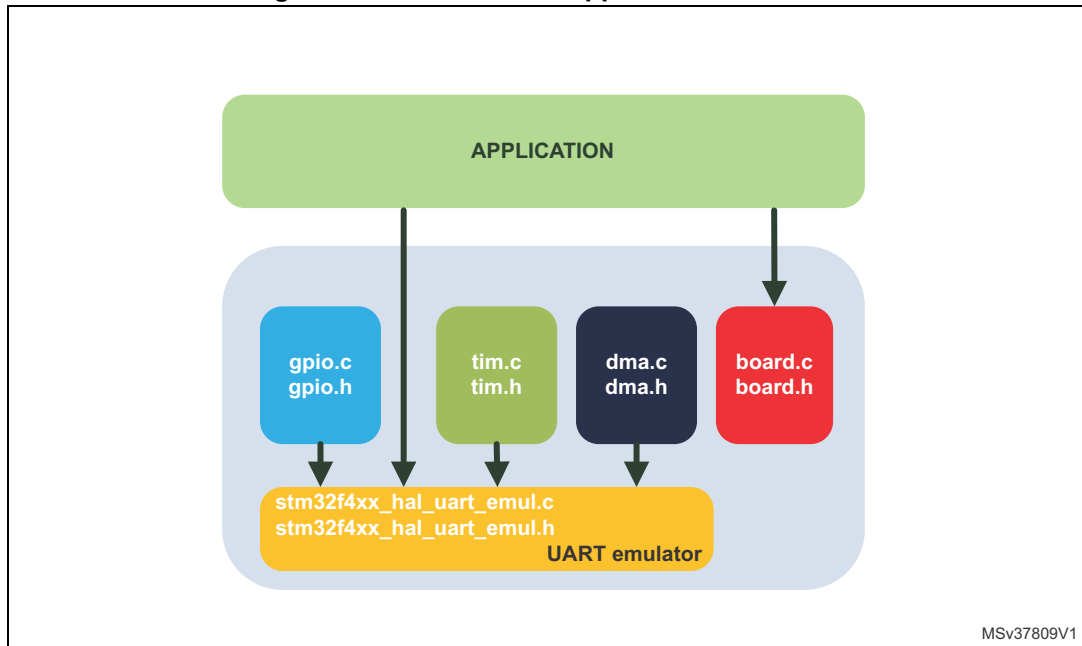 APPLICATION
gpio.c
gpio.h
tim.c
tim.h
dma.c
dma.h
board.c
board.h
stm32f4xx_hal_uart_emul.c
stm32f4xx_hal_uart_emul.h
UART emulator
MSv37809V1